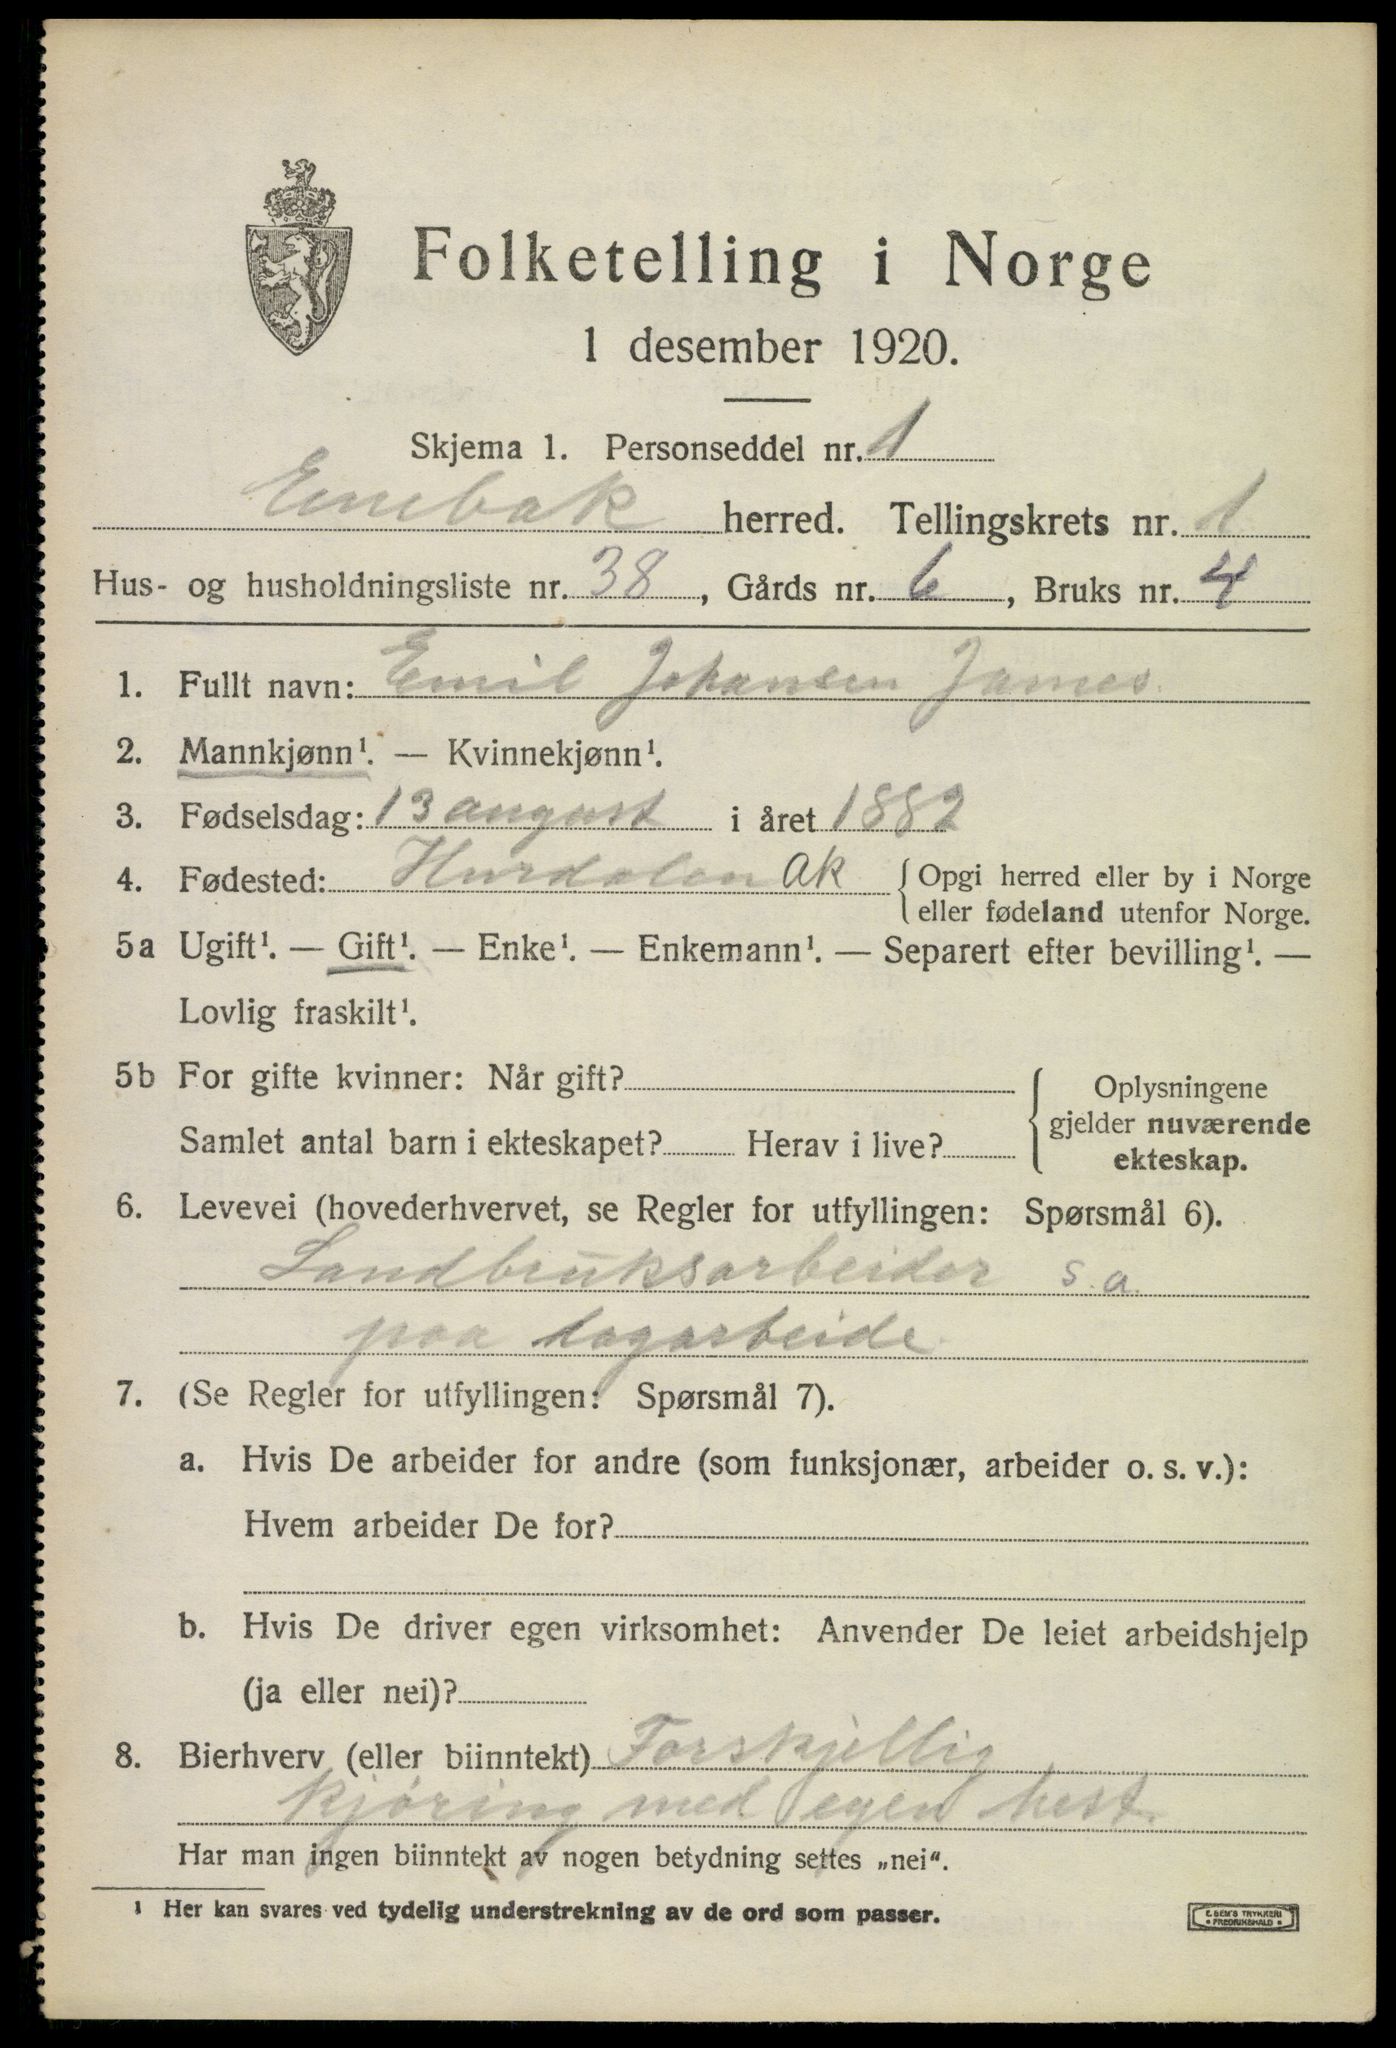 Folketelling i Norge
1 desember 1920.
Skjema 1. Personseddel nr. 1
Enebak herred. Tellingskrets nr. 1
Hus- og husholdningsliste nr. 38, Gårds nr. 6, Bruks nr. 4
1. Fullt navn: Emil Johansen James
2. Mannkjønn¹. — Kvinnekjønn¹.
3. Fødselsdag: 13 august i året 1882
4. Fødested: Hurdalen Ak { Opgi herred eller by i Norge
eller fødeland utenfor Norge.
5a Ugift¹. — Gift¹. — Enke¹. — Enkemann¹. — Separert efter bevilling¹. —
Lovlig fraskilt¹.
5b For gifte kvinner: Når gift?
Samlet antal barn i ekteskapet? Herav i live?
{ Oplysningene
gjelder nuværende
ekteskap.
6. Levevei (hovederhvervet, se Regler for utfyllingen: Spørsmål 6).
Landbruksarbeider s.a.
paa dagarbeide
7. (Se Regler for utfyllingen: Spørsmål 7).
a. Hvis De arbeider for andre (som funksjonær, arbeider o. s. v.):
Hvem arbeider De for?
b. Hvis De driver egen virksomhet: Anvender De leiet arbeidshjelp
(ja eller nei)?
8. Bierhverv (eller biinntekt) Forskjellig
kjøring med egen hest.
Har man ingen biinntekt av nogen betydning settes „nei".
¹ Her kan svares ved tydelig understrekning av de ord som passer.
E. SEM'S TRYKKERI
• FREDRIKSHALD •